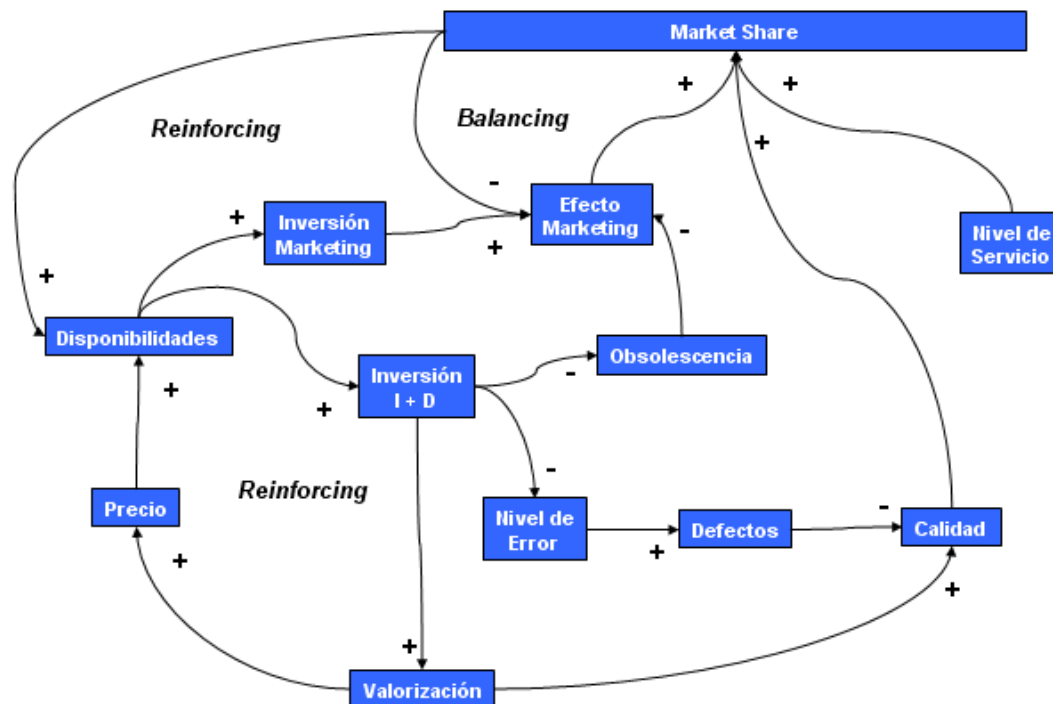 Market Share
+
+
Reinforcing
Balancing
+
-
Efecto
Marketing
Inversión
Marketing
+
+
-
Nivel de
Servicio
+
Disponibilidades
Obsolescencia
Inversión
I + D
-
+
+
-
Reinforcing
Precio
Nivel de
Error
+
Defectos
-
Calidad
+
+
+
Valorización